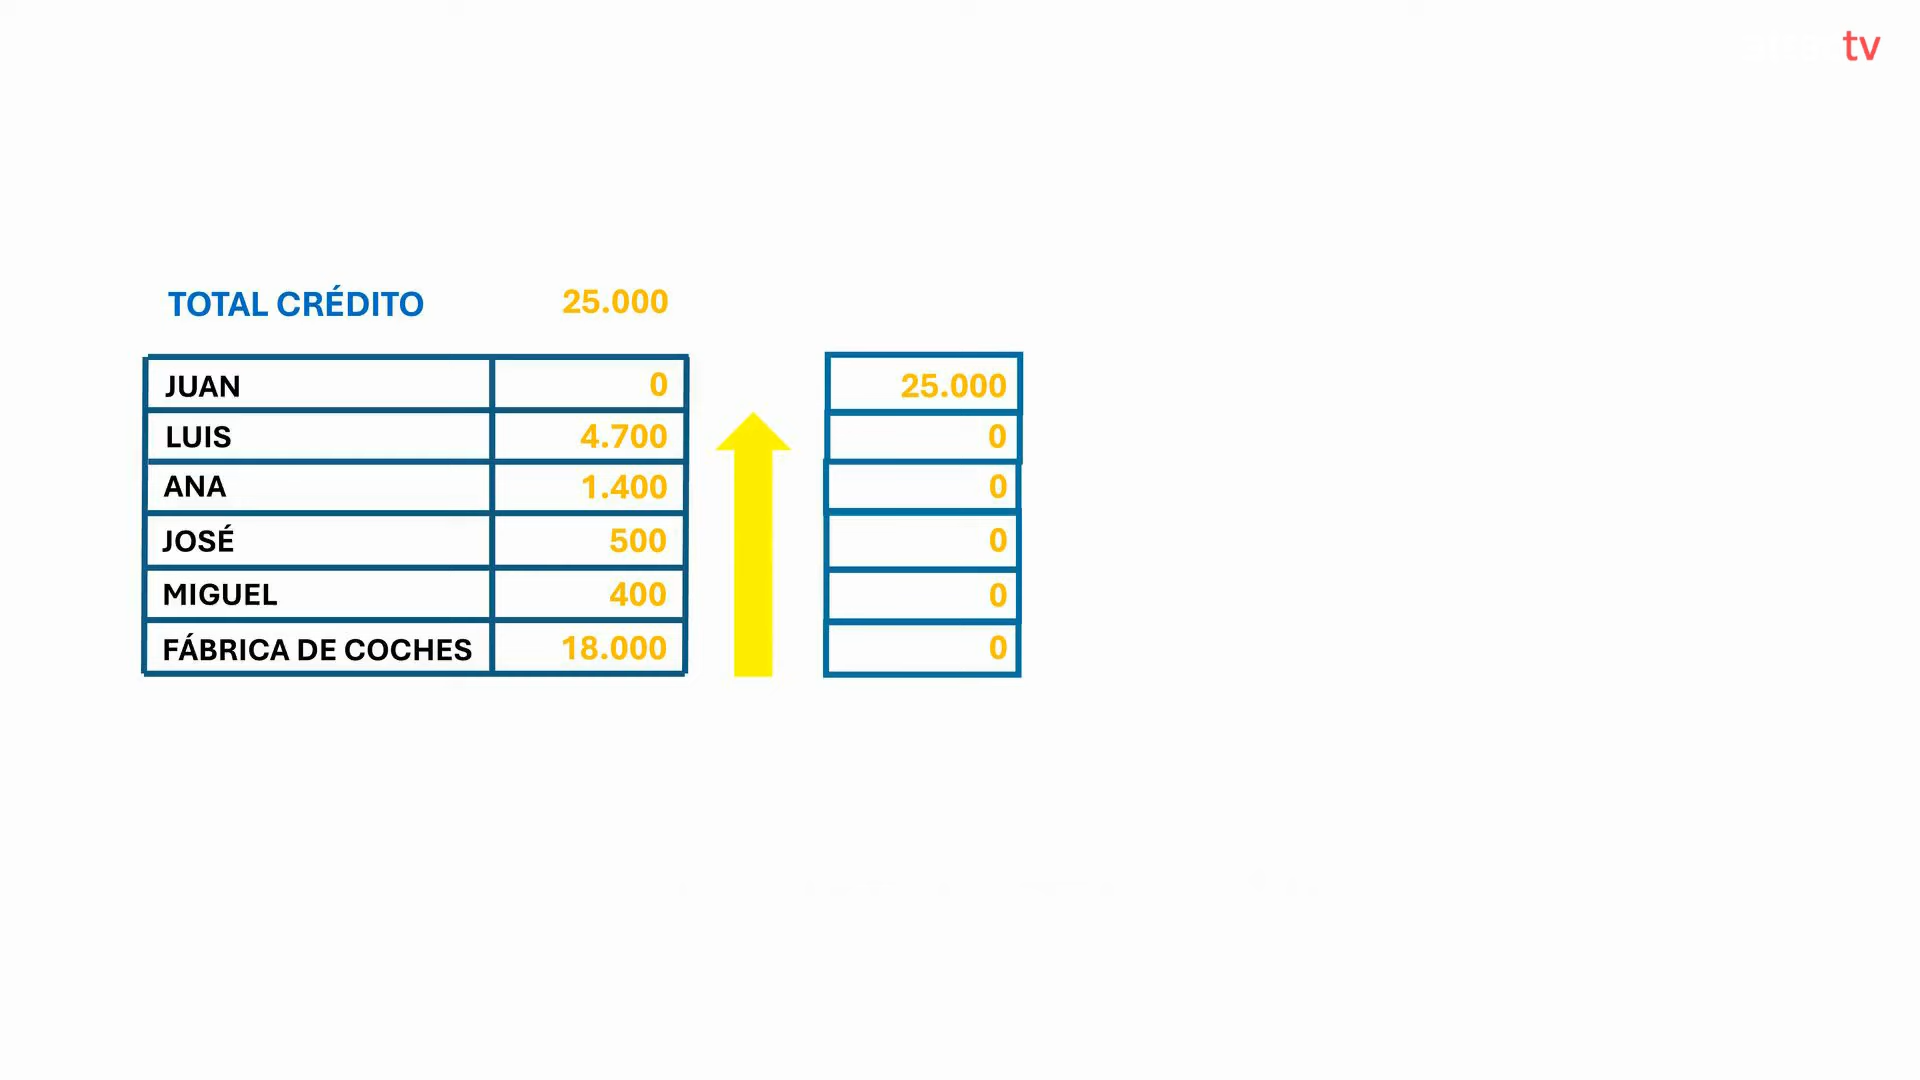 tv
TOTAL CRÉDITO 25.000
JUAN 0 25.000
LUIS 4.700 0
ANA 1.400 0
JOSÉ 500 0
MIGUEL 400 0
FÁBRICA DE COCHES 18.000 0